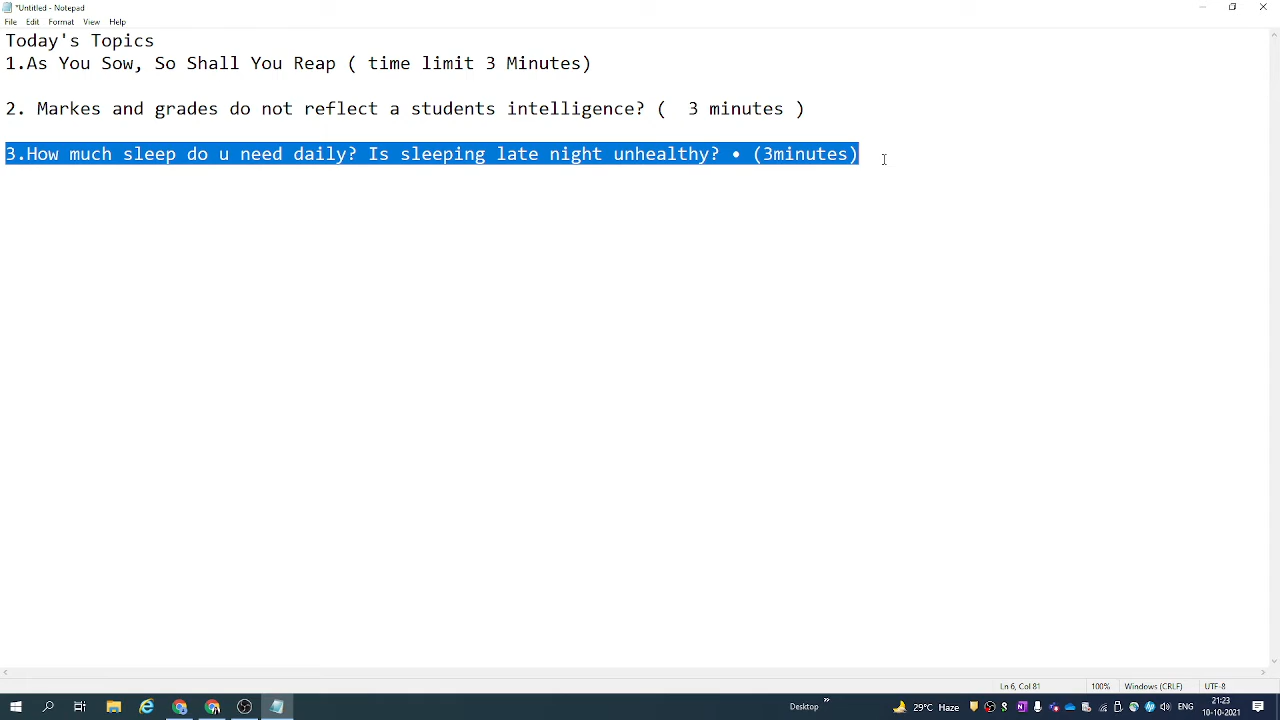 *Untitled - Notepad
File Edit Format View Help
Today's Topics
1.As You Sow, So Shall You Reap ( time limit 3 Minutes)
2. Markes and grades do not reflect a students intelligence? (  3 minutes )
3.How much sleep do u need daily? Is sleeping late night unhealthy? • (3minutes)
Ln 6, Col 81 100% Windows (CRLF) UTF-8
Desktop » 29°C Haze 21:23
10-10-2021